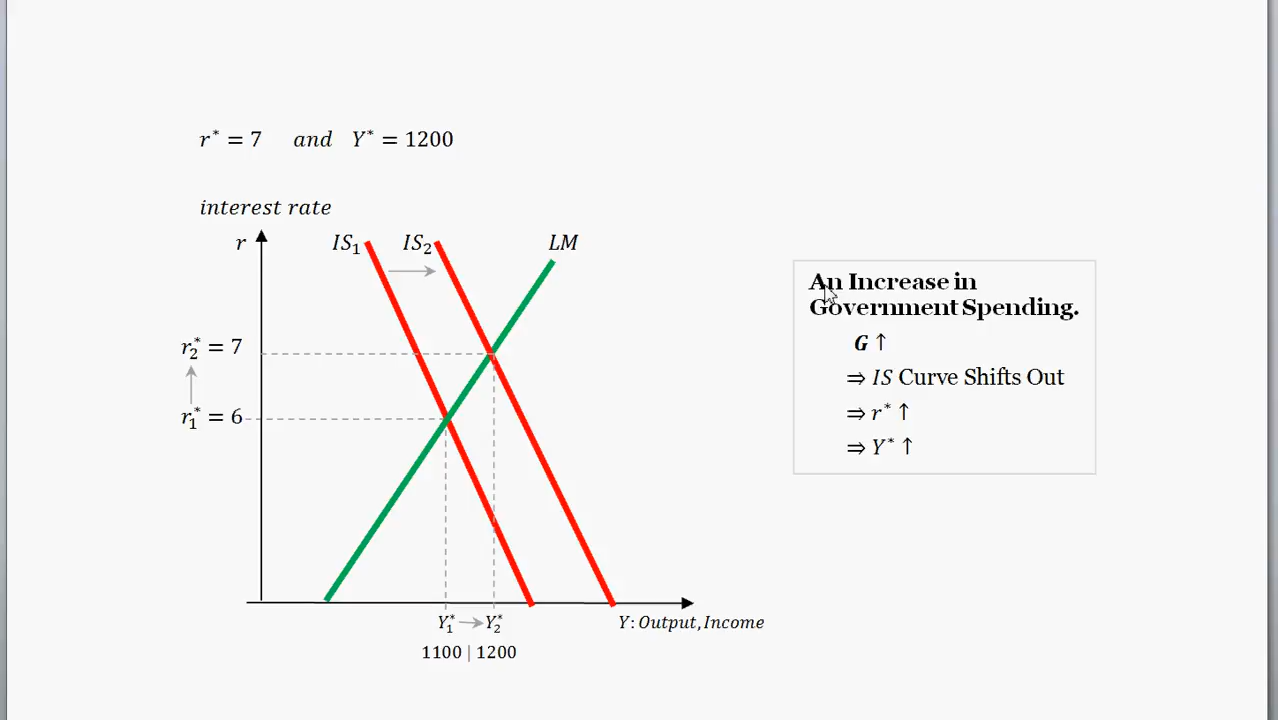 r* = 7 and Y* = 1200
interest rate
r
IS₁
IS₂
LM
r₂* = 7
r₁* = 6
Y₁* → Y₂*
1100 | 1200
Y: Output, Income
An Increase in
Government Spending.
G ↑
⇒ IS Curve Shifts Out
⇒ r* ↑
⇒ Y* ↑